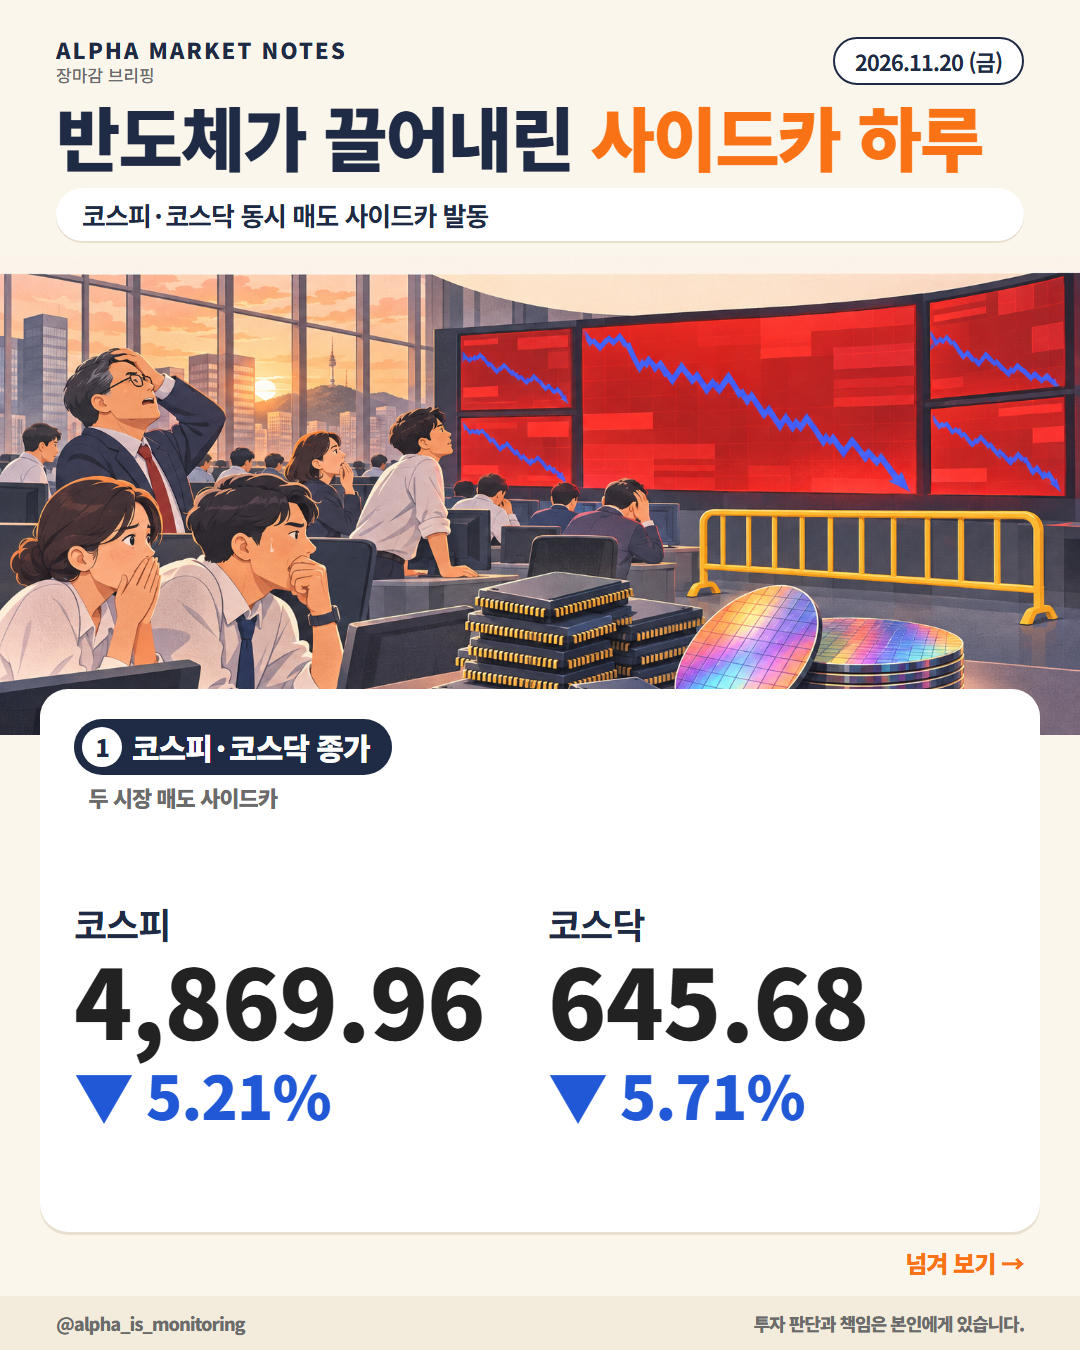 ALPHA MARKET NOTES
장마감 브리핑
2026.11.20 (금)
반도체가 끌어내린 사이드카 하루
코스피·코스닥 동시 매도 사이드카 발동
1 코스피·코스닥 종가
두 시장 매도 사이드카
코스피
4,869.96
▼5.21%
코스닥
645.68
▼5.71%
넘겨 보기 →
@alpha_is_monitoring
투자 판단과 책임은 본인에게 있습니다.